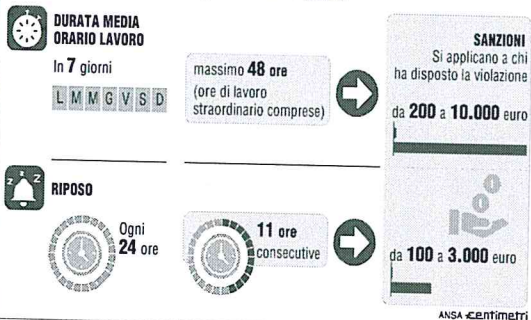 DURATA MEDIA
ORARIO LAVORO
In 7 giorni
L M M G V S D
massimo 48 ore
(ore di lavoro
straordinario comprese)
SANZIONI
Si applicano a chi
ha disposto la violazione
da 200 a 10.000 euro
z z Z
RIPOSO
Ogni
24 ore
11 ore
consecutive
da 100 a 3.000 euro
ANSA centimetri